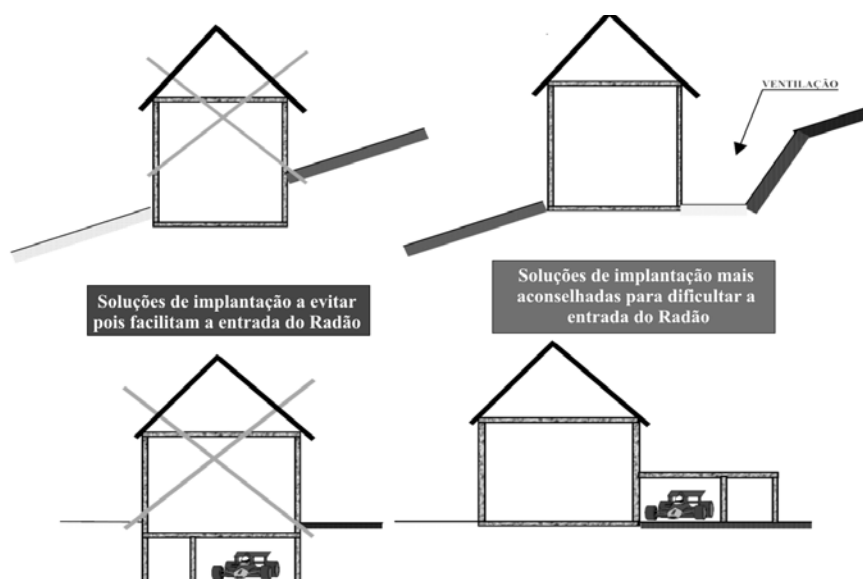 VENTILAÇÃO
Soluções de implantação a evitar
pois facilitam a entrada do Radão
Soluções de implantação mais
aconselhadas para dificultar a
entrada do Radão